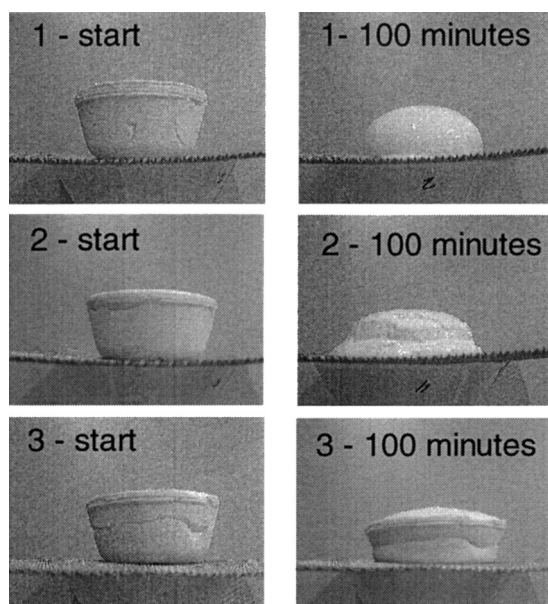 1 - start
1- 100 minutes
2 - start
2 - 100 minutes
3 - start
3 - 100 minutes